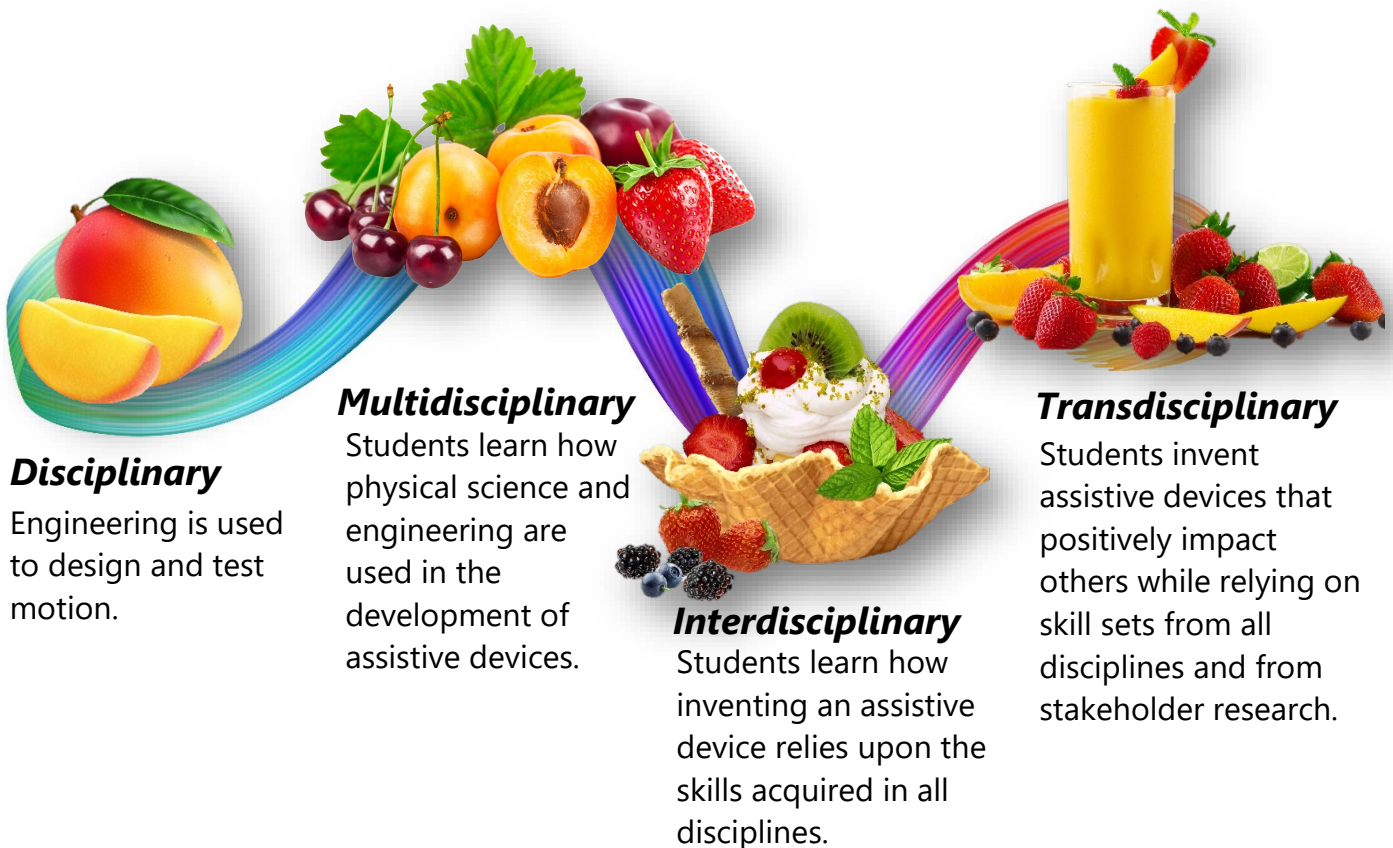 Disciplinary
Engineering is used
to design and test
motion.
Multidisciplinary
Students learn how
physical science and
engineering are
used in the
development of
assistive devices.
Interdisciplinary
Students learn how
inventing an assistive
device relies upon the
skills acquired in all
disciplines.
Transdisciplinary
Students invent
assistive devices that
positively impact
others while relying on
skill sets from all
disciplines and from
stakeholder research.